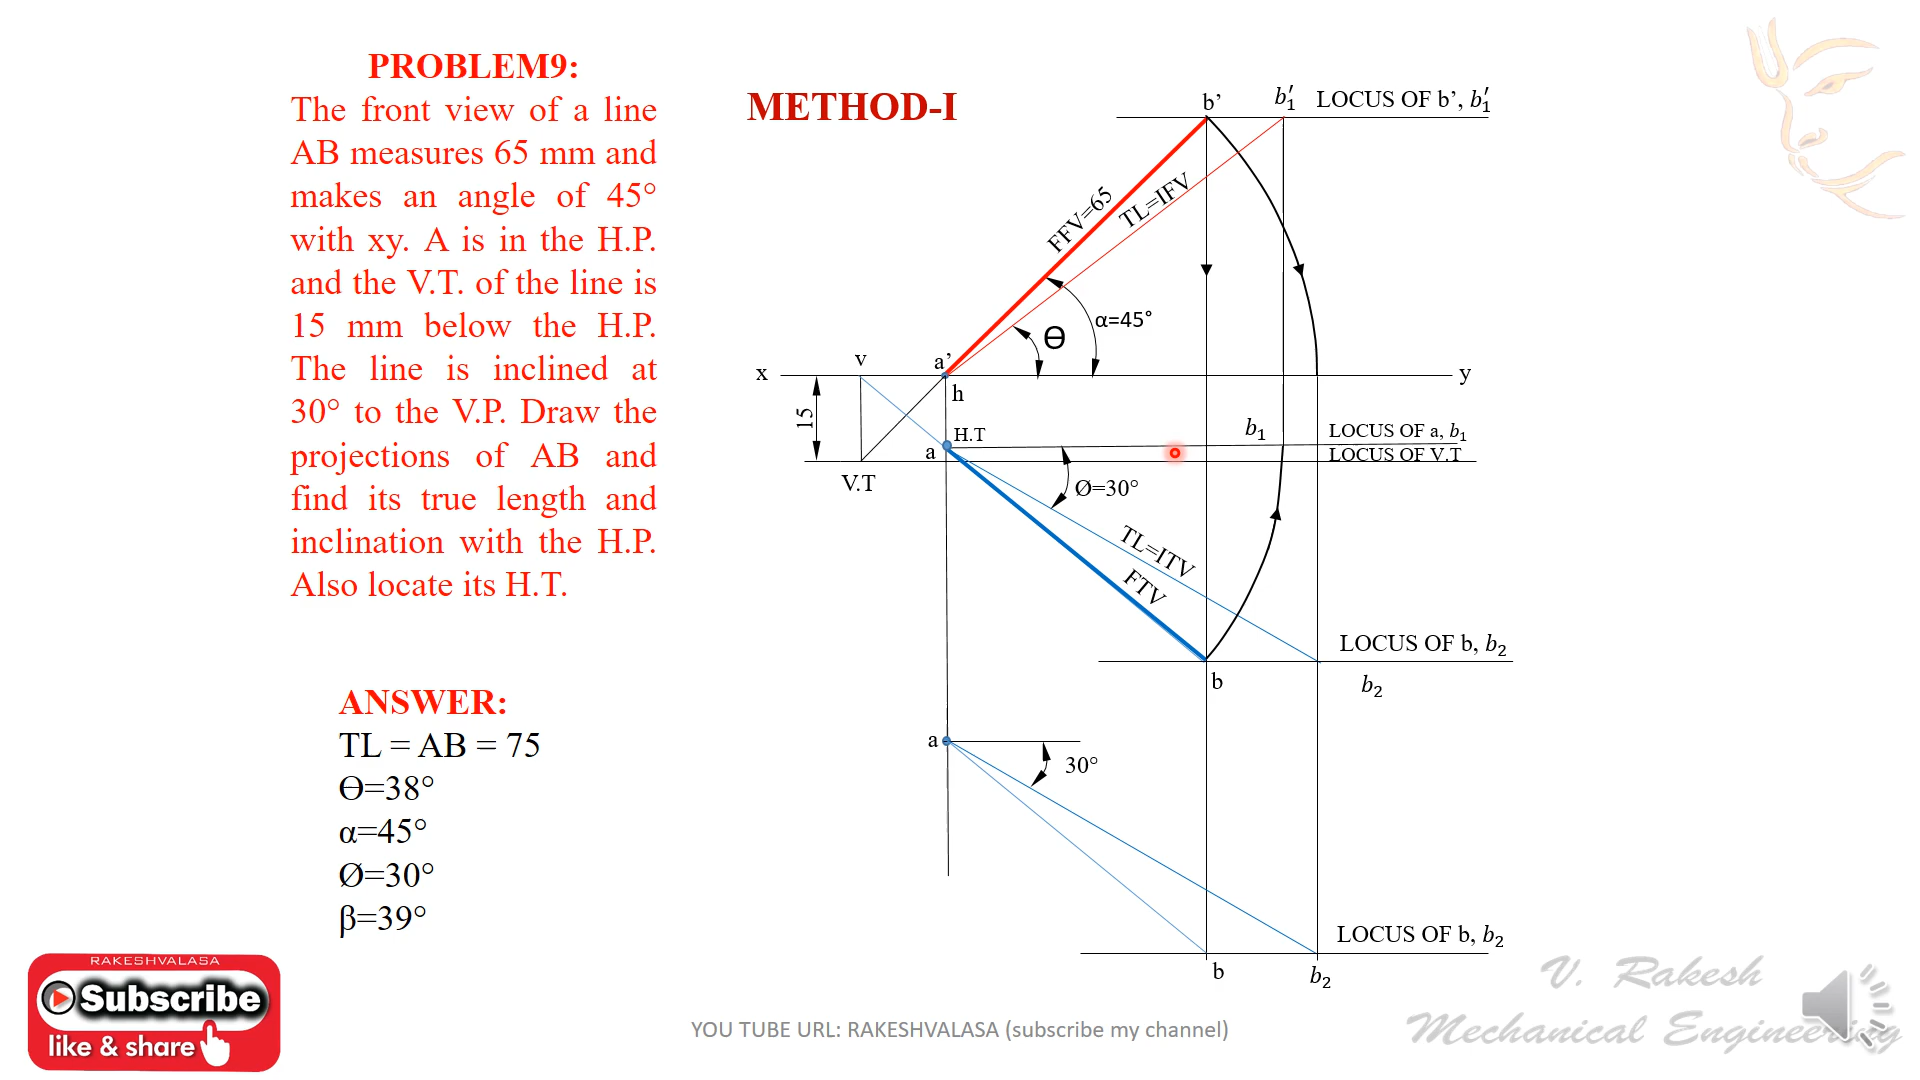 PROBLEM9:
The front view of a line
AB measures 65 mm and
makes an angle of 45°
with xy. A is in the H.P.
and the V.T. of the line is
15 mm below the H.P.
The line is inclined at
30° to the V.P. Draw the
projections of AB and
find its true length and
inclination with the H.P.
Also locate its H.T.
ANSWER:
TL = AB = 75
Ɵ=38°
α=45°
Ø=30°
β=39°
METHOD-I
b’
b₁′
LOCUS OF b’, b₁′
FFV=65
TL=IFV
α=45°
Ɵ
x
v
a’
y
h
15
H.T
a
b₁
LOCUS OF a, b₁
LOCUS OF V.T
V.T
Ø=30°
TL=ITV
FTV
LOCUS OF b, b₂
b
b₂
a
30°
LOCUS OF b, b₂
b
b₂
RAKESHVALASA
Subscribe
like & share
YOU TUBE URL: RAKESHVALASA (subscribe my channel)
V. Rakesh
Mechanical Engineering